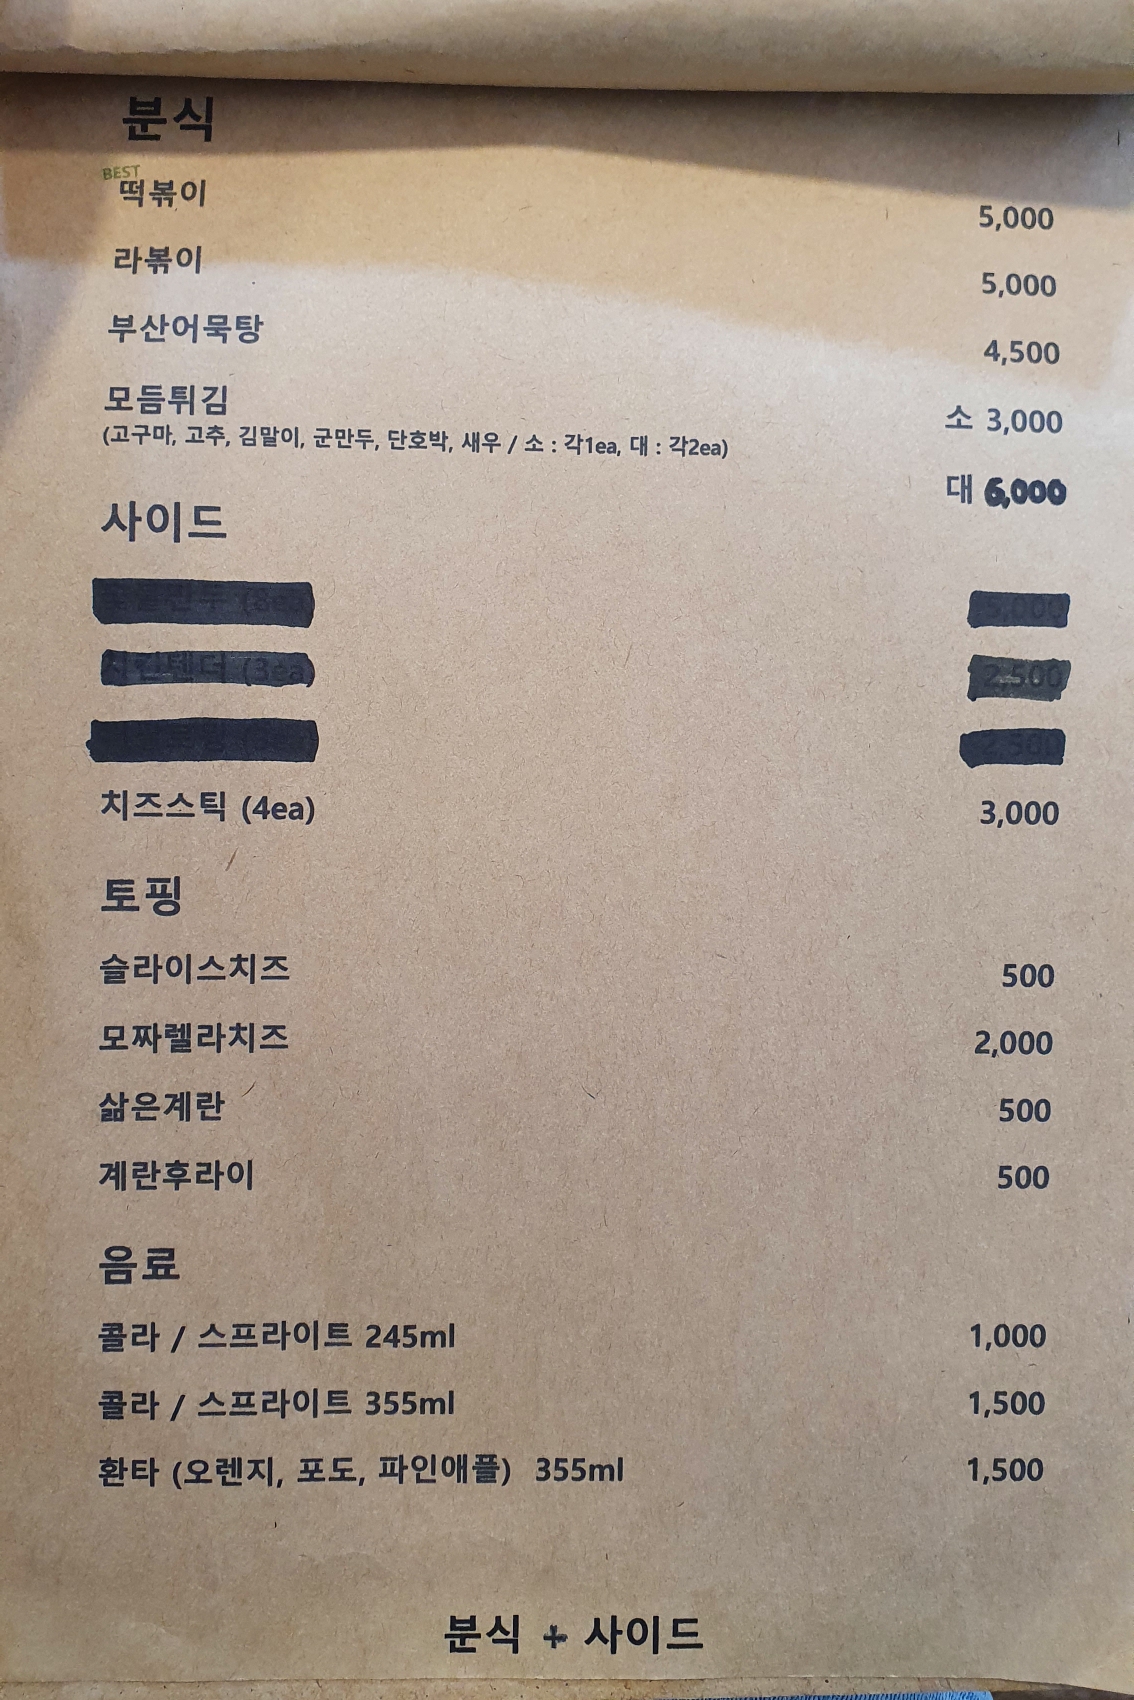 분식
BEST
떡볶이 5,000
라볶이 5,000
부산어묵탕 4,500
모듬튀김 소 3,000
(고구마, 고추, 김말이, 군만두, 단호박, 새우 / 소 : 각1ea, 대 : 각2ea)
대 6,000
사이드
치킨텐더 (3ea) 2,500
치즈스틱 (4ea) 3,000
토핑
슬라이스치즈 500
모짜렐라치즈 2,000
삶은계란 500
계란후라이 500
음료
콜라 / 스프라이트 245ml 1,000
콜라 / 스프라이트 355ml 1,500
환타 (오렌지, 포도, 파인애플) 355ml 1,500
분식 + 사이드